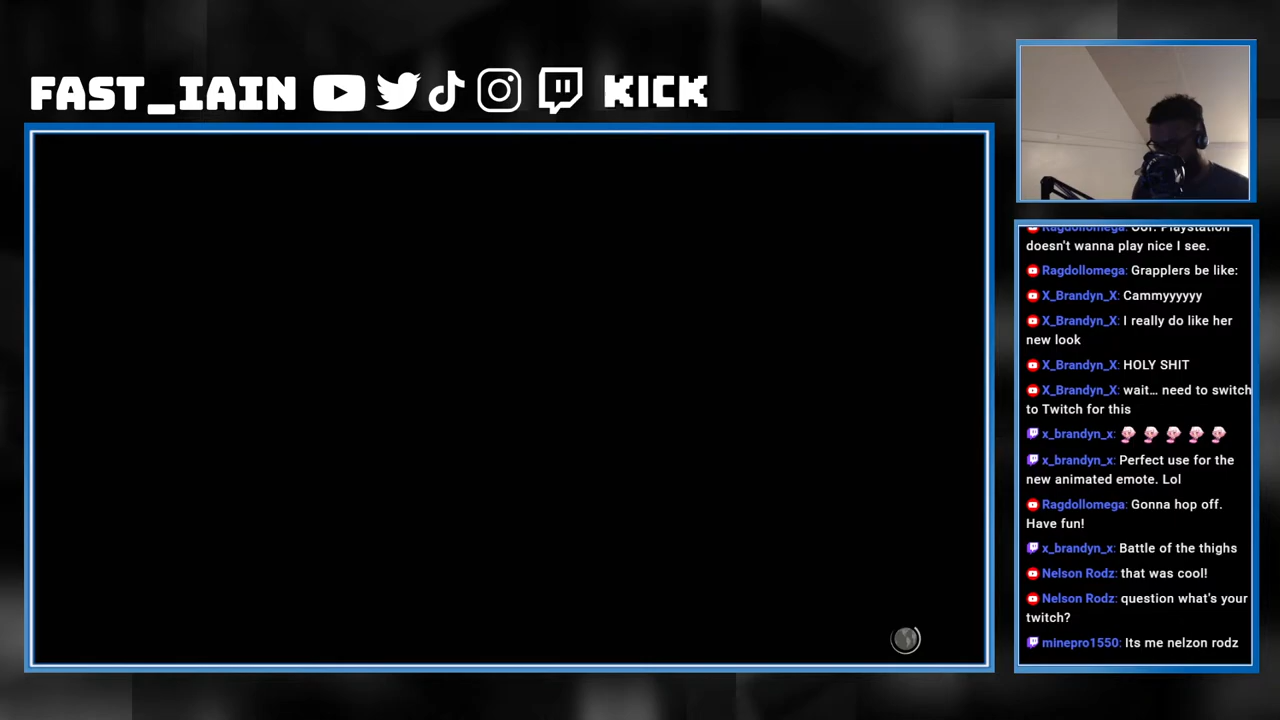 FAST_IAIN KICK
Ragdollomega: Oof. Playstation
doesn't wanna play nice I see.
Ragdollomega: Grapplers be like:
X_Brandyn_X: Cammyyyyyy
X_Brandyn_X: I really do like her
new look
X_Brandyn_X: HOLY SHIT
X_Brandyn_X: wait... need to switch
to Twitch for this
x_brandyn_x:
x_brandyn_x: Perfect use for the
new animated emote. Lol
Ragdollomega: Gonna hop off.
Have fun!
x_brandyn_x: Battle of the thighs
Nelson Rodz: that was cool!
Nelson Rodz: question what's your
twitch?
minepro1550: Its me nelzon rodz